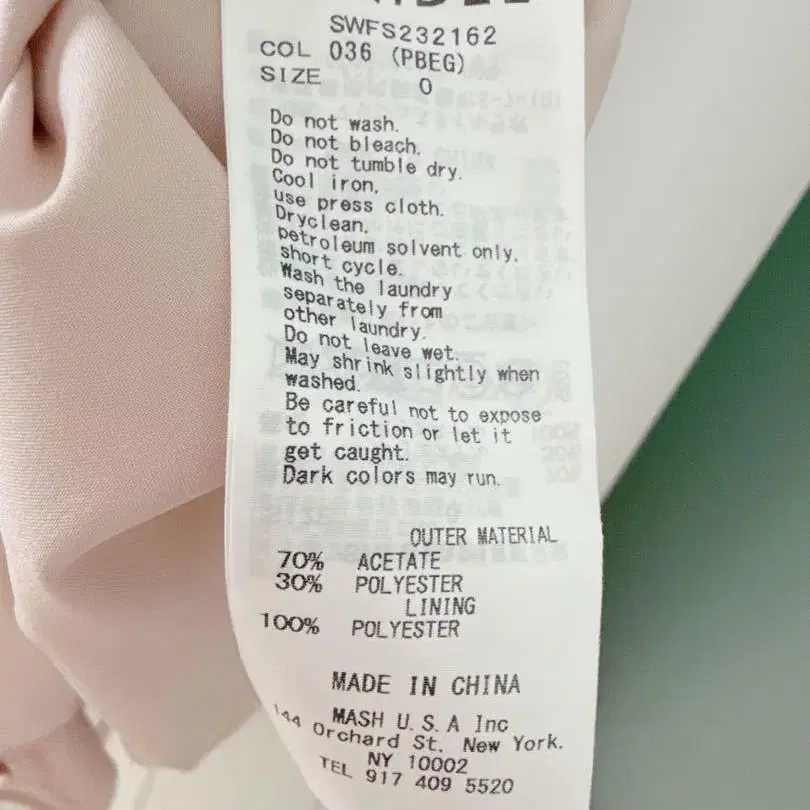 SWFS232162
COL 036 (PBEG)
SIZE 0
Do not wash.
Do not bleach.
Do not tumble dry.
Cool iron,
use press cloth.
Dryclean,
petroleum solvent only,
short cycle.
Wash the laundry
separately from
other laundry.
Do not leave wet.
May shrink slightly when
washed.
Be careful not to expose
to friction or let it
get caught.
Dark colors may run.
OUTER MATERIAL
70% ACETATE
30% POLYESTER
LINING
100% POLYESTER
MADE IN CHINA
MASH U.S.A Inc
144 Orchard St. New York.
NY 10002
TEL 917 409 5520